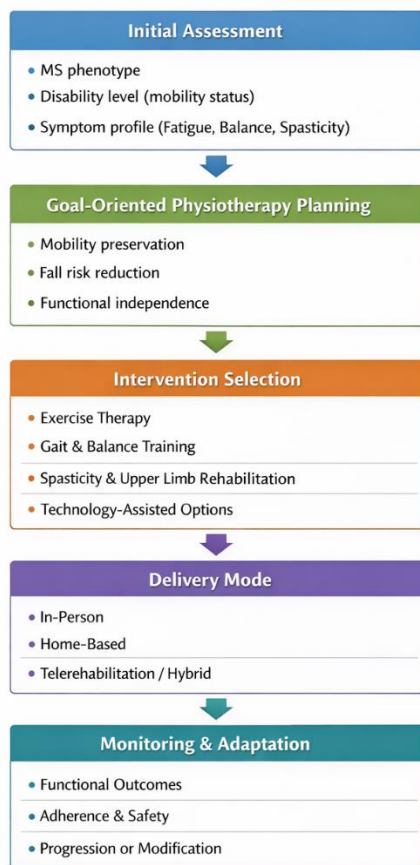 Initial Assessment
• MS phenotype
• Disability level (mobility status)
• Symptom profile (Fatigue, Balance, Spasticity)
Goal-Oriented Physiotherapy Planning
• Mobility preservation
• Fall risk reduction
• Functional independence
Intervention Selection
• Exercise Therapy
• Gait & Balance Training
• Spasticity & Upper Limb Rehabilitation
• Technology-Assisted Options
Delivery Mode
• In-Person
• Home-Based
• Telerehabilitation / Hybrid
Monitoring & Adaptation
• Functional Outcomes
• Adherence & Safety
• Progression or Modification